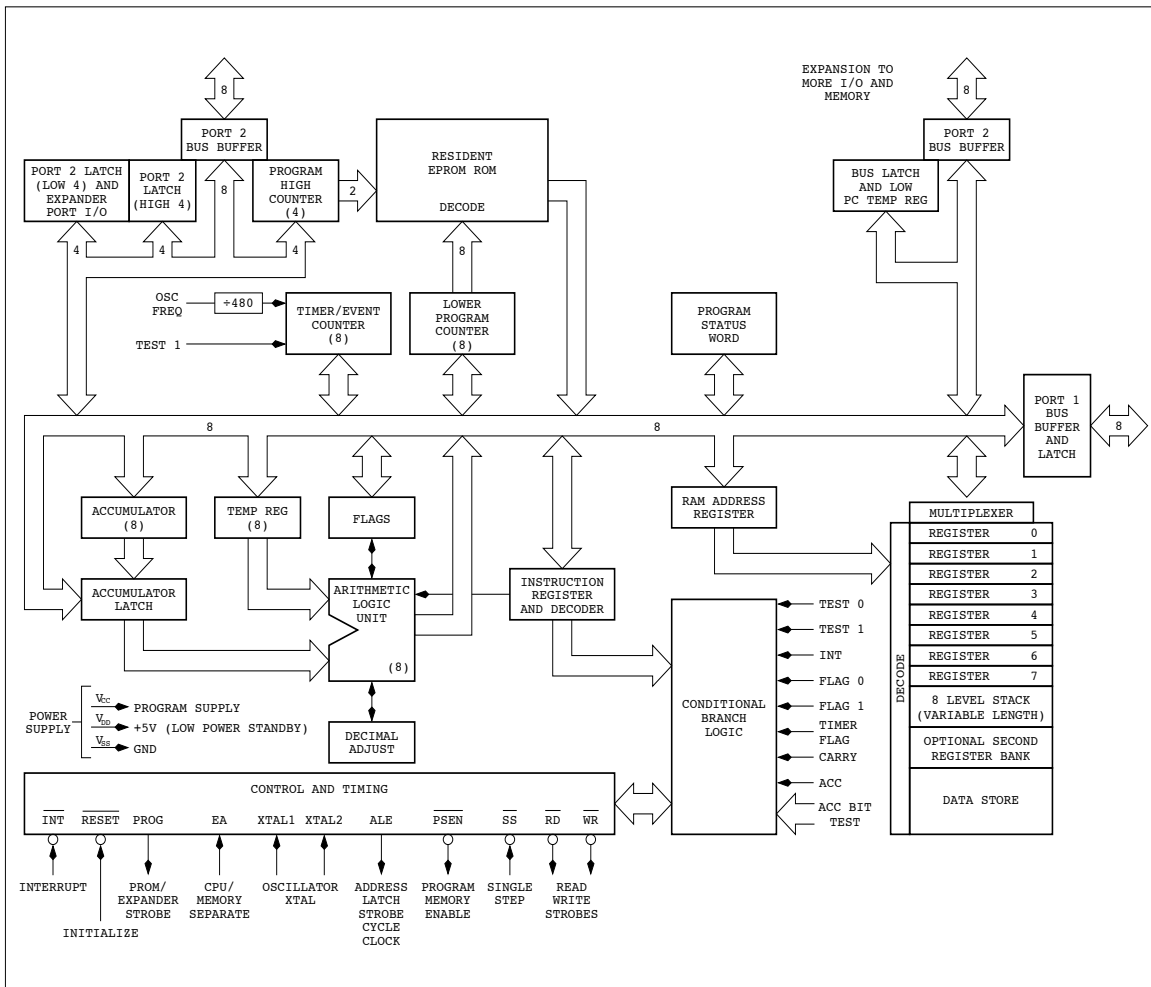 8
EXPANSION TO
MORE I/O AND
MEMORY
8
PORT 2
BUS BUFFER
PORT 2
BUS BUFFER
PORT 2 LATCH
(LOW 4) AND
EXPANDER
PORT I/O
PORT 2
LATCH
(HIGH 4)
8
PROGRAM
HIGH
COUNTER
(4)
2
RESIDENT
EPROM ROM
DECODE
BUS LATCH
AND LOW
PC TEMP REG
4
4
4
8
8
OSC
FREQ
÷480
TEST 1
TIMER/EVENT
COUNTER
(8)
LOWER
PROGRAM
COUNTER
(8)
PROGRAM
STATUS
WORD
PORT 1
BUS
BUFFER
AND
LATCH
8
8
8
ACCUMULATOR
(8)
TEMP REG
(8)
FLAGS
RAM ADDRESS
REGISTER
MULTIPLEXER
DECODE
REGISTER 0
REGISTER 1
REGISTER 2
REGISTER 3
REGISTER 4
REGISTER 5
REGISTER 6
REGISTER 7
8 LEVEL STACK
(VARIABLE LENGTH)
OPTIONAL SECOND
REGISTER BANK
DATA STORE
ACCUMULATOR
LATCH
ARITHMETIC
LOGIC
UNIT
(8)
INSTRUCTION
REGISTER
AND DECODER
CONDITIONAL
BRANCH
LOGIC
TEST 0
TEST 1
INT
FLAG 0
FLAG 1
TIMER
FLAG
CARRY
ACC
ACC BIT
TEST
POWER
SUPPLY
VCC
PROGRAM SUPPLY
VDD
+5V (LOW POWER STANDBY)
VSS
GND
DECIMAL
ADJUST
CONTROL AND TIMING
INT RESET PROG EA XTAL1 XTAL2 ALE PSEN SS RD WR
INTERRUPT
INITIALIZE
PROM/
EXPANDER
STROBE
CPU/
MEMORY
SEPARATE
OSCILLATOR
XTAL
ADDRESS
LATCH
STROBE
CYCLE
CLOCK
PROGRAM
MEMORY
ENABLE
SINGLE
STEP
READ
WRITE
STROBES